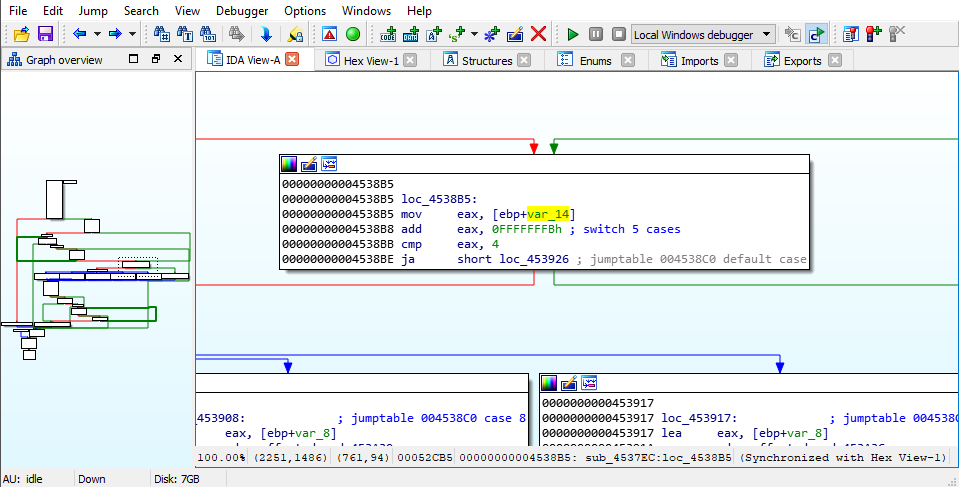 File Edit Jump Search View Debugger Options Windows Help
Local Windows debugger
Graph overview
IDA View-A Hex View-1 Structures Enums Imports Exports
00000000004538B5
00000000004538B5 loc_4538B5:
00000000004538B5 mov eax, [ebp+var_14]
00000000004538B8 add eax, 0FFFFFFFBh ; switch 5 cases
00000000004538BB cmp eax, 4
00000000004538BE ja short loc_453926 ; jumptable 004538C0 default case
453908: ; jumptable 004538C0 case 8
eax, [ebp+var_8]
0000000000453917
0000000000453917 loc_453917: ; jumptable 004538C
0000000000453917 lea eax, [ebp+var_8]
100.00% (2251,1486) (761,94) 00052CB5 00000000004538B5: sub_4537EC:loc_4538B5 (Synchronized with Hex View-1)
AU: idle Down Disk: 7GB